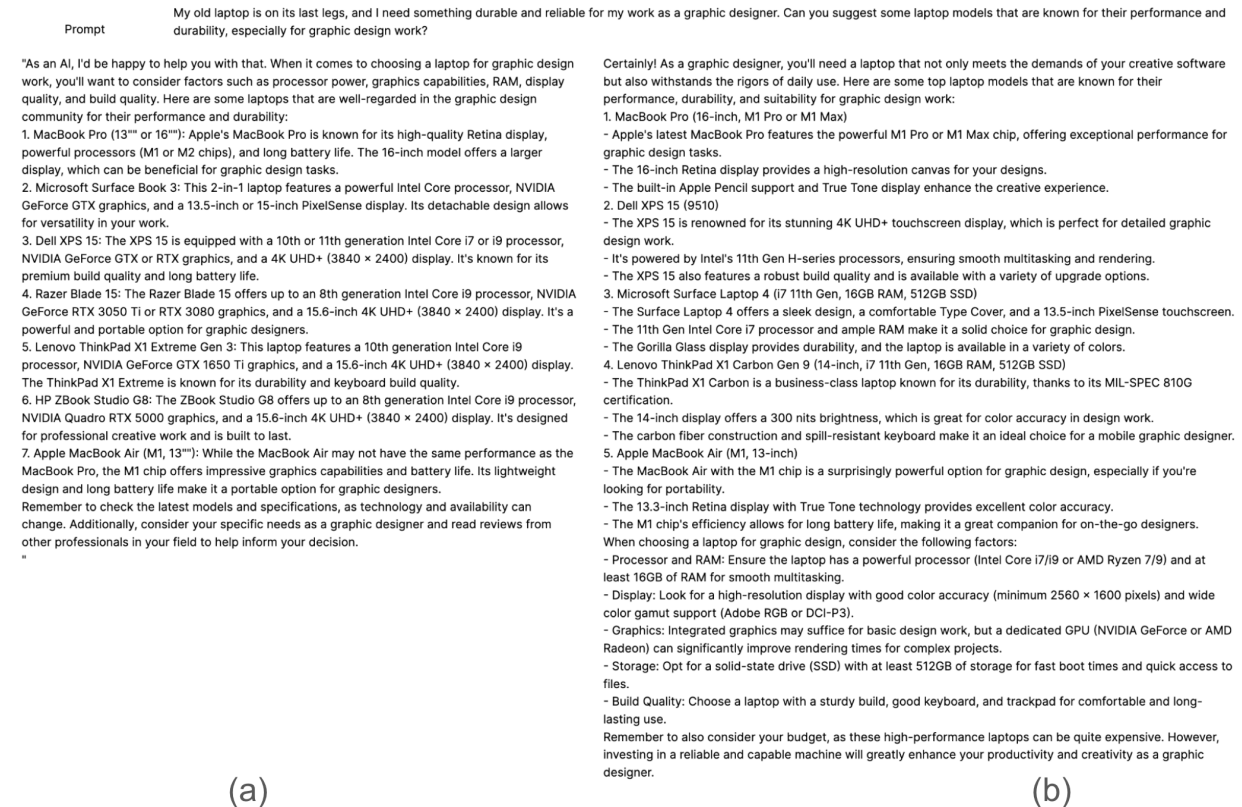 Prompt
My old laptop is on its last legs, and I need something durable and reliable for my work as a graphic designer. Can you suggest some laptop models that are known for their performance and
durability, especially for graphic design work?
"As an AI, I'd be happy to help you with that. When it comes to choosing a laptop for graphic design
work, you'll want to consider factors such as processor power, graphics capabilities, RAM, display
quality, and build quality. Here are some laptops that are well-regarded in the graphic design
community for their performance and durability:
1. MacBook Pro (13"" or 16""): Apple's MacBook Pro is known for its high-quality Retina display,
powerful processors (M1 or M2 chips), and long battery life. The 16-inch model offers a larger
display, which can be beneficial for graphic design tasks.
2. Microsoft Surface Book 3: This 2-in-1 laptop features a powerful Intel Core processor, NVIDIA
GeForce GTX graphics, and a 13.5-inch or 15-inch PixelSense display. Its detachable design allows
for versatility in your work.
3. Dell XPS 15: The XPS 15 is equipped with a 10th or 11th generation Intel Core i7 or i9 processor,
NVIDIA GeForce GTX or RTX graphics, and a 4K UHD+ (3840 × 2400) display. It's known for its
premium build quality and long battery life.
4. Razer Blade 15: The Razer Blade 15 offers up to an 8th generation Intel Core i9 processor, NVIDIA
GeForce RTX 3050 Ti or RTX 3080 graphics, and a 15.6-inch 4K UHD+ (3840 × 2400) display. It's a
powerful and portable option for graphic designers.
5. Lenovo ThinkPad X1 Extreme Gen 3: This laptop features a 10th generation Intel Core i9
processor, NVIDIA GeForce GTX 1650 Ti graphics, and a 15.6-inch 4K UHD+ (3840 × 2400) display.
The ThinkPad X1 Extreme is known for its durability and keyboard build quality.
6. HP ZBook Studio G8: The ZBook Studio G8 offers up to an 8th generation Intel Core i9 processor,
NVIDIA Quadro RTX 5000 graphics, and a 15.6-inch 4K UHD+ (3840 × 2400) display. It's designed
for professional creative work and is built to last.
7. Apple MacBook Air (M1, 13""): While the MacBook Air may not have the same performance as the
MacBook Pro, the M1 chip offers impressive graphics capabilities and battery life. Its lightweight
design and long battery life make it a portable option for graphic designers.
Remember to check the latest models and specifications, as technology and availability can
change. Additionally, consider your specific needs as a graphic designer and read reviews from
other professionals in your field to help inform your decision.
"
(a)
Certainly! As a graphic designer, you'll need a laptop that not only meets the demands of your creative software
but also withstands the rigors of daily use. Here are some top laptop models that are known for their
performance, durability, and suitability for graphic design work:
1. MacBook Pro (16-inch, M1 Pro or M1 Max)
- Apple's latest MacBook Pro features the powerful M1 Pro or M1 Max chip, offering exceptional performance for
graphic design tasks.
- The 16-inch Retina display provides a high-resolution canvas for your designs.
- The built-in Apple Pencil support and True Tone display enhance the creative experience.
2. Dell XPS 15 (9510)
- The XPS 15 is renowned for its stunning 4K UHD+ touchscreen display, which is perfect for detailed graphic
design work.
- It's powered by Intel's 11th Gen H-series processors, ensuring smooth multitasking and rendering.
- The XPS 15 also features a robust build quality and is available with a variety of upgrade options.
3. Microsoft Surface Laptop 4 (i7 11th Gen, 16GB RAM, 512GB SSD)
- The Surface Laptop 4 offers a sleek design, a comfortable Type Cover, and a 13.5-inch PixelSense touchscreen.
- The 11th Gen Intel Core i7 processor and ample RAM make it a solid choice for graphic design.
- The Gorilla Glass display provides durability, and the laptop is available in a variety of colors.
4. Lenovo ThinkPad X1 Carbon Gen 9 (14-inch, i7 11th Gen, 16GB RAM, 512GB SSD)
- The ThinkPad X1 Carbon is a business-class laptop known for its durability, thanks to its MIL-SPEC 810G
certification.
- The 14-inch display offers a 300 nits brightness, which is great for color accuracy in design work.
- The carbon fiber construction and spill-resistant keyboard make it an ideal choice for a mobile graphic designer.
5. Apple MacBook Air (M1, 13-inch)
- The MacBook Air with the M1 chip is a surprisingly powerful option for graphic design, especially if you're
looking for portability.
- The 13.3-inch Retina display with True Tone technology provides excellent color accuracy.
- The M1 chip's efficiency allows for long battery life, making it a great companion for on-the-go designers.
When choosing a laptop for graphic design, consider the following factors:
- Processor and RAM: Ensure the laptop has a powerful processor (Intel Core i7/i9 or AMD Ryzen 7/9) and at
least 16GB of RAM for smooth multitasking.
- Display: Look for a high-resolution display with good color accuracy (minimum 2560 × 1600 pixels) and wide
color gamut support (Adobe RGB or DCI-P3).
- Graphics: Integrated graphics may suffice for basic design work, but a dedicated GPU (NVIDIA GeForce or AMD
Radeon) can significantly improve rendering times for complex projects.
- Storage: Opt for a solid-state drive (SSD) with at least 512GB of storage for fast boot times and quick access to
files.
- Build Quality: Choose a laptop with a sturdy build, good keyboard, and trackpad for comfortable and long-
lasting use.
Remember to also consider your budget, as these high-performance laptops can be quite expensive. However,
investing in a reliable and capable machine will greatly enhance your productivity and creativity as a graphic
designer.
(b)